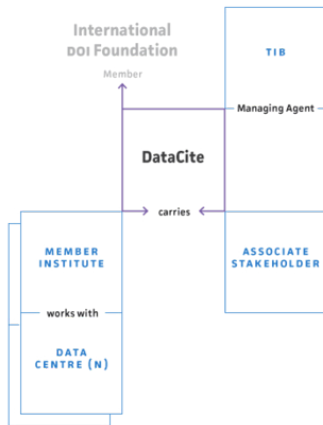 International
DOI Foundation
Member
TIB
Managing Agent
DataCite
carries
MEMBER
INSTITUTE
ASSOCIATE
STAKEHOLDER
works with
DATA
CENTRE (N)